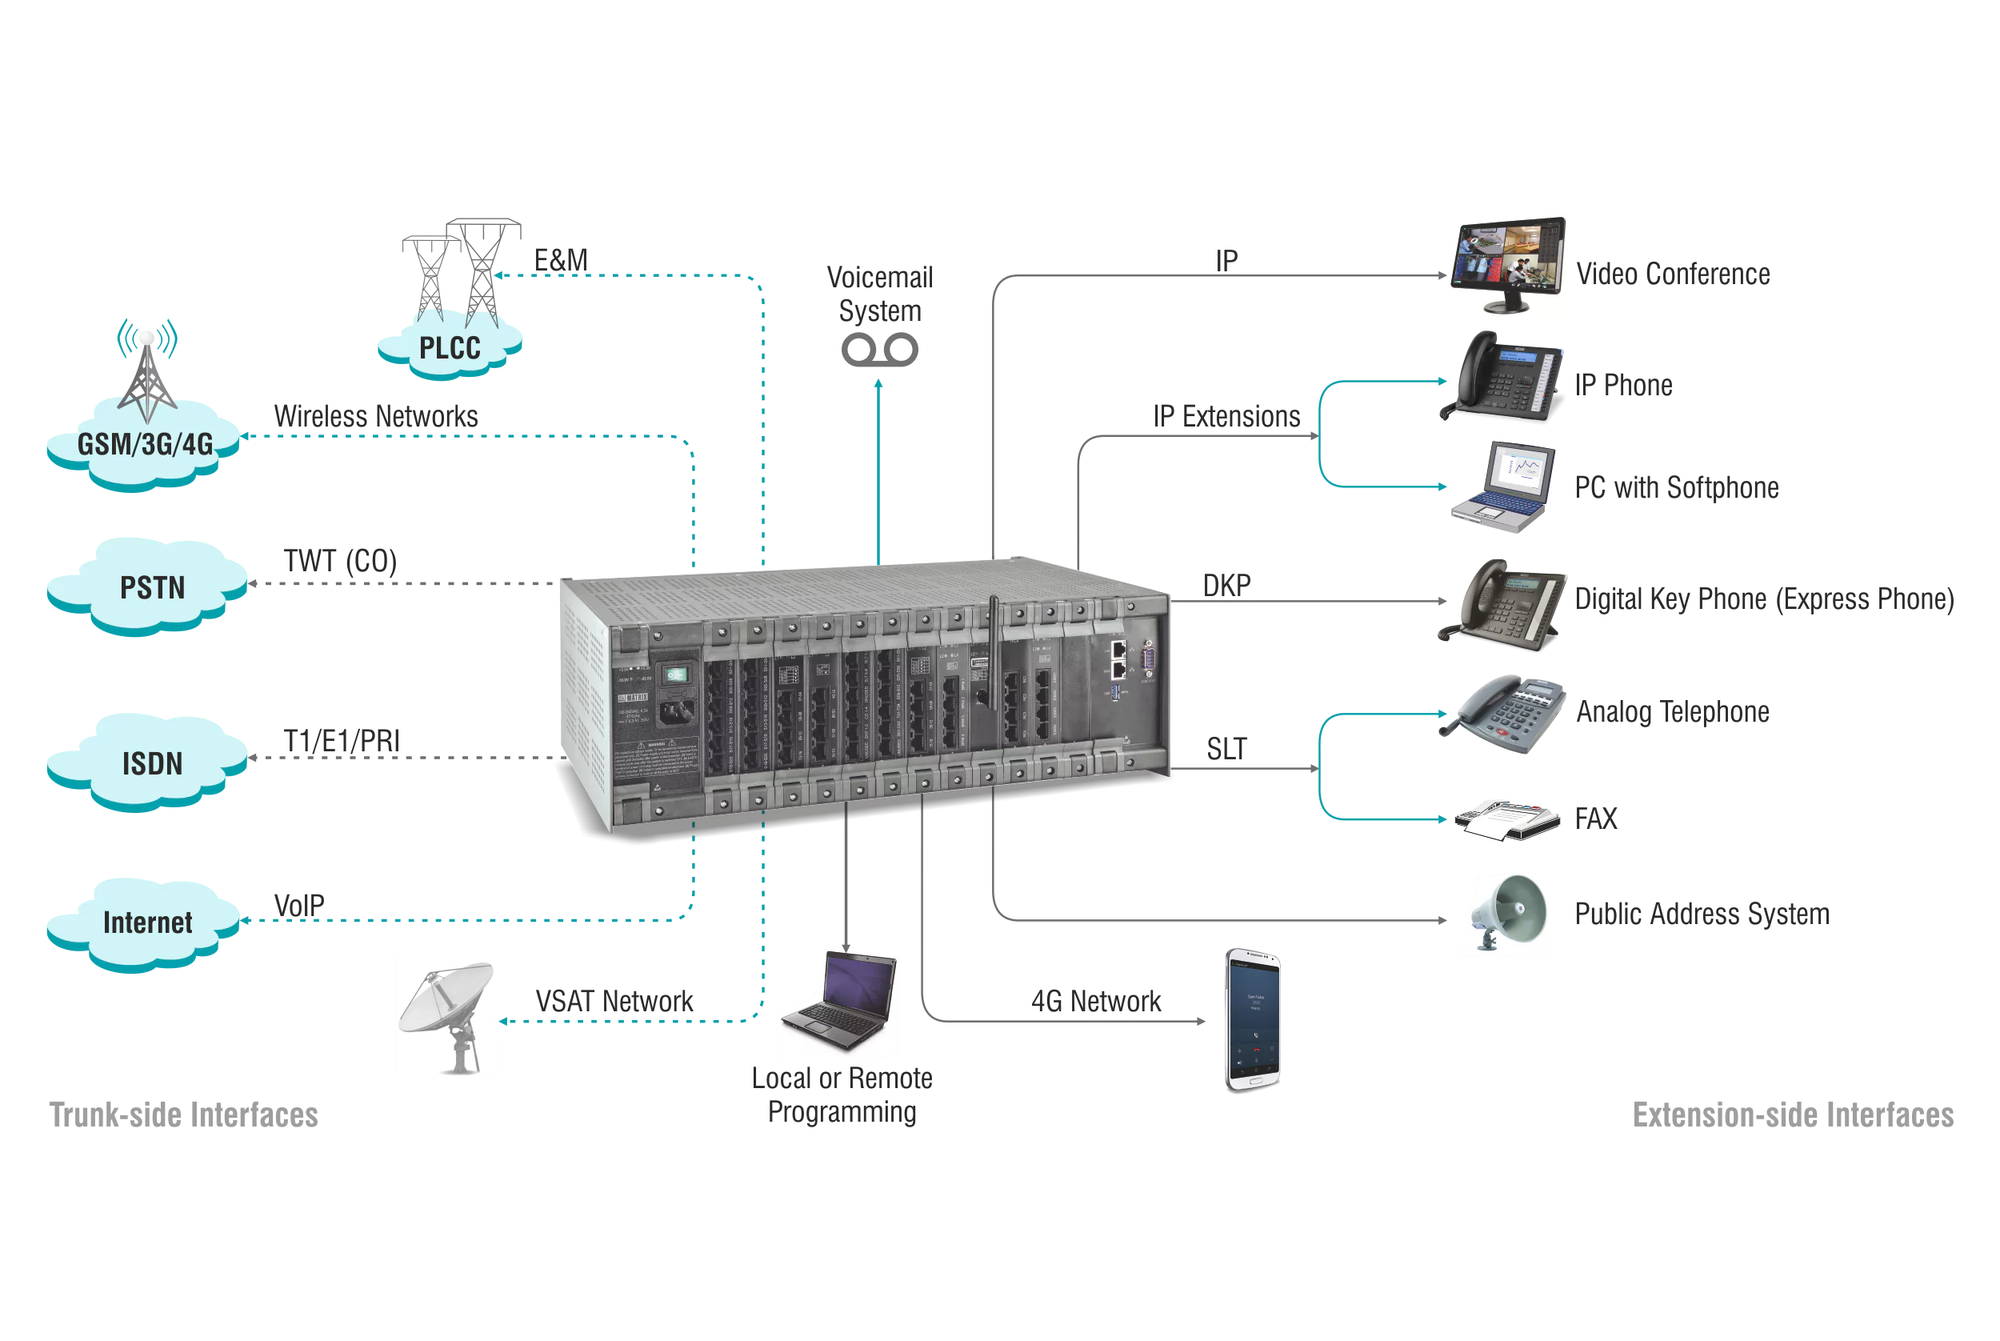 E&M
PLCC
Wireless Networks
GSM/3G/4G
TWT (CO)
PSTN
T1/E1/PRI
ISDN
VoIP
Internet
VSAT Network
Trunk-side Interfaces
Voicemail
System
MATRIX
WARNING
Local or Remote
Programming
IP
Video Conference
IP Extensions
IP Phone
PC with Softphone
DKP
Digital Key Phone (Express Phone)
SLT
Analog Telephone
FAX
Public Address System
4G Network
Extension-side Interfaces